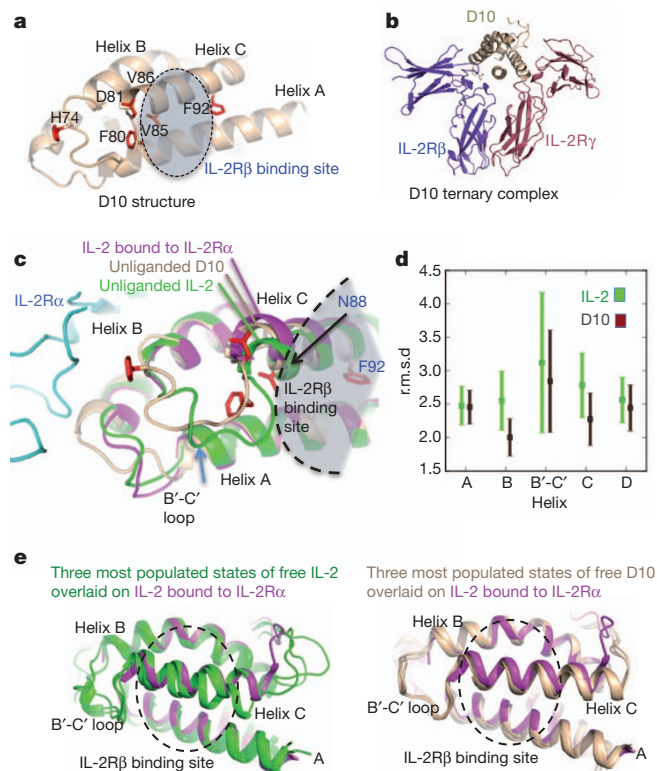 a
Helix B
Helix C
V86
Helix A
D81
F92
H74
F80
V85
IL-2Rβ binding site
D10 structure
b
D10
IL-2Rβ
IL-2Rγ
D10 ternary complex
c
IL-2 bound to IL-2Rα
Unliganded D10
Unliganded IL-2
IL-2Rα
Helix C
N88
Helix B
F92
IL-2Rβ
binding
site
Helix A
B′-C′
loop
d
4.5
4.0
3.5
3.0
2.5
2.0
1.5
r.m.s.d
IL-2
D10
A B B′-C′ C D
Helix
e
Three most populated states of free IL-2
overlaid on IL-2 bound to IL-2Rα
Helix B
Helix C
B′-C′ loop
A
IL-2Rβ binding site
Three most populated states of free D10
overlaid on IL-2 bound to IL-2Rα
Helix B
Helix C
B′-C′ loop
A
IL-2Rβ binding site